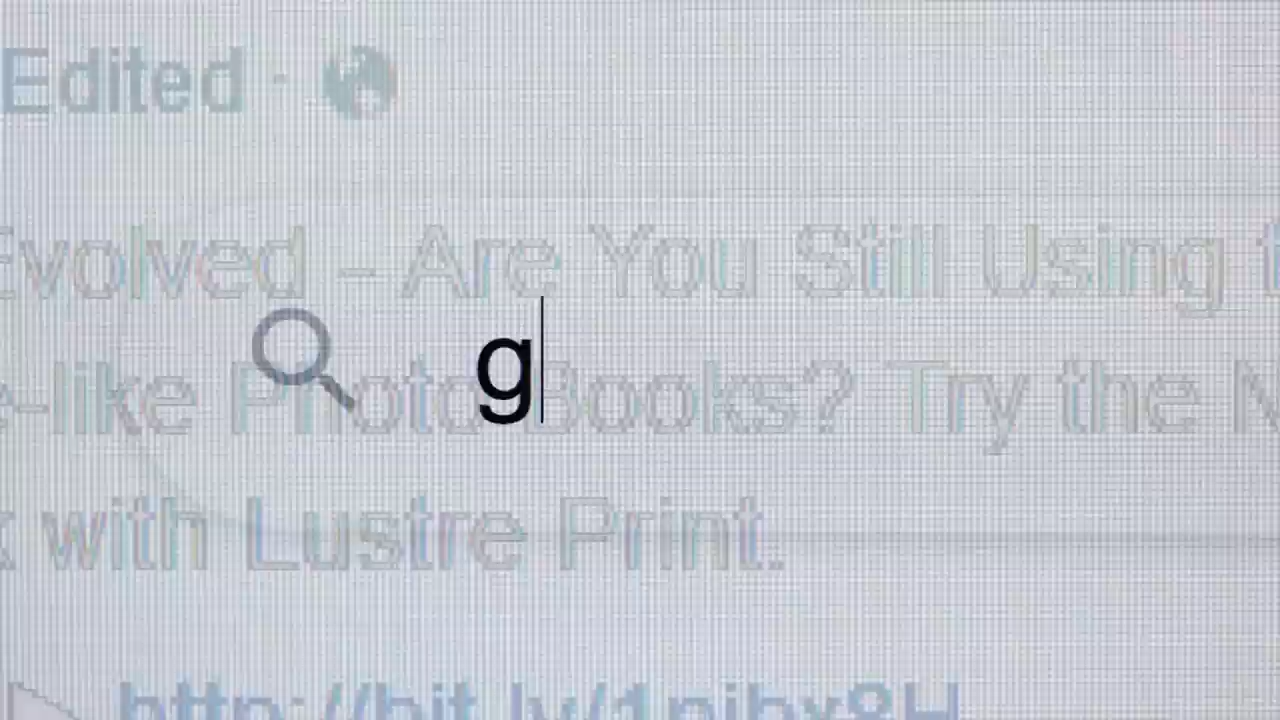 Edited ·
Evolved - Are You Still Using
g
-like Photo Books? Try the
with Lustre Print.